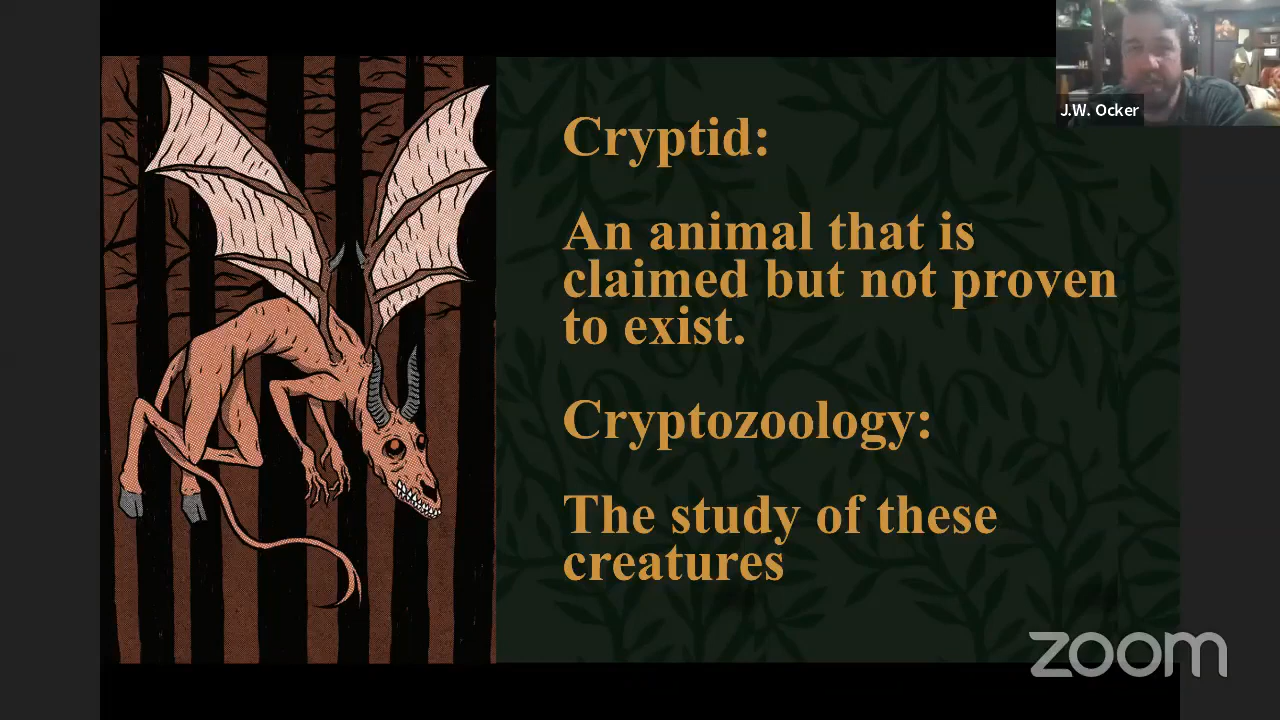 J.W. Ocker
Cryptid:
An animal that is
claimed but not proven
to exist.
Cryptozoology:
The study of these
creatures
zoom